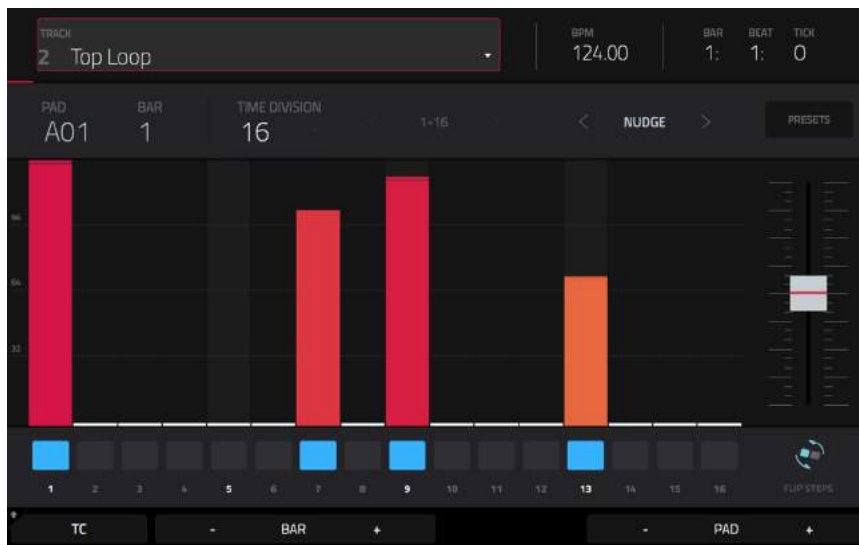 TRACK
2 Top Loop
BPM
124.00
BAR BEAT TICK
1: 1: 0
PAD BAR TIME DIVISION
A01 1 16
1-16
< NUDGE >
PRESETS
96
64
32
1 2 3 4 5 6 7 8 9 10 11 12 13 14 15 16
FLIP STEPS
TC - BAR + - PAD +